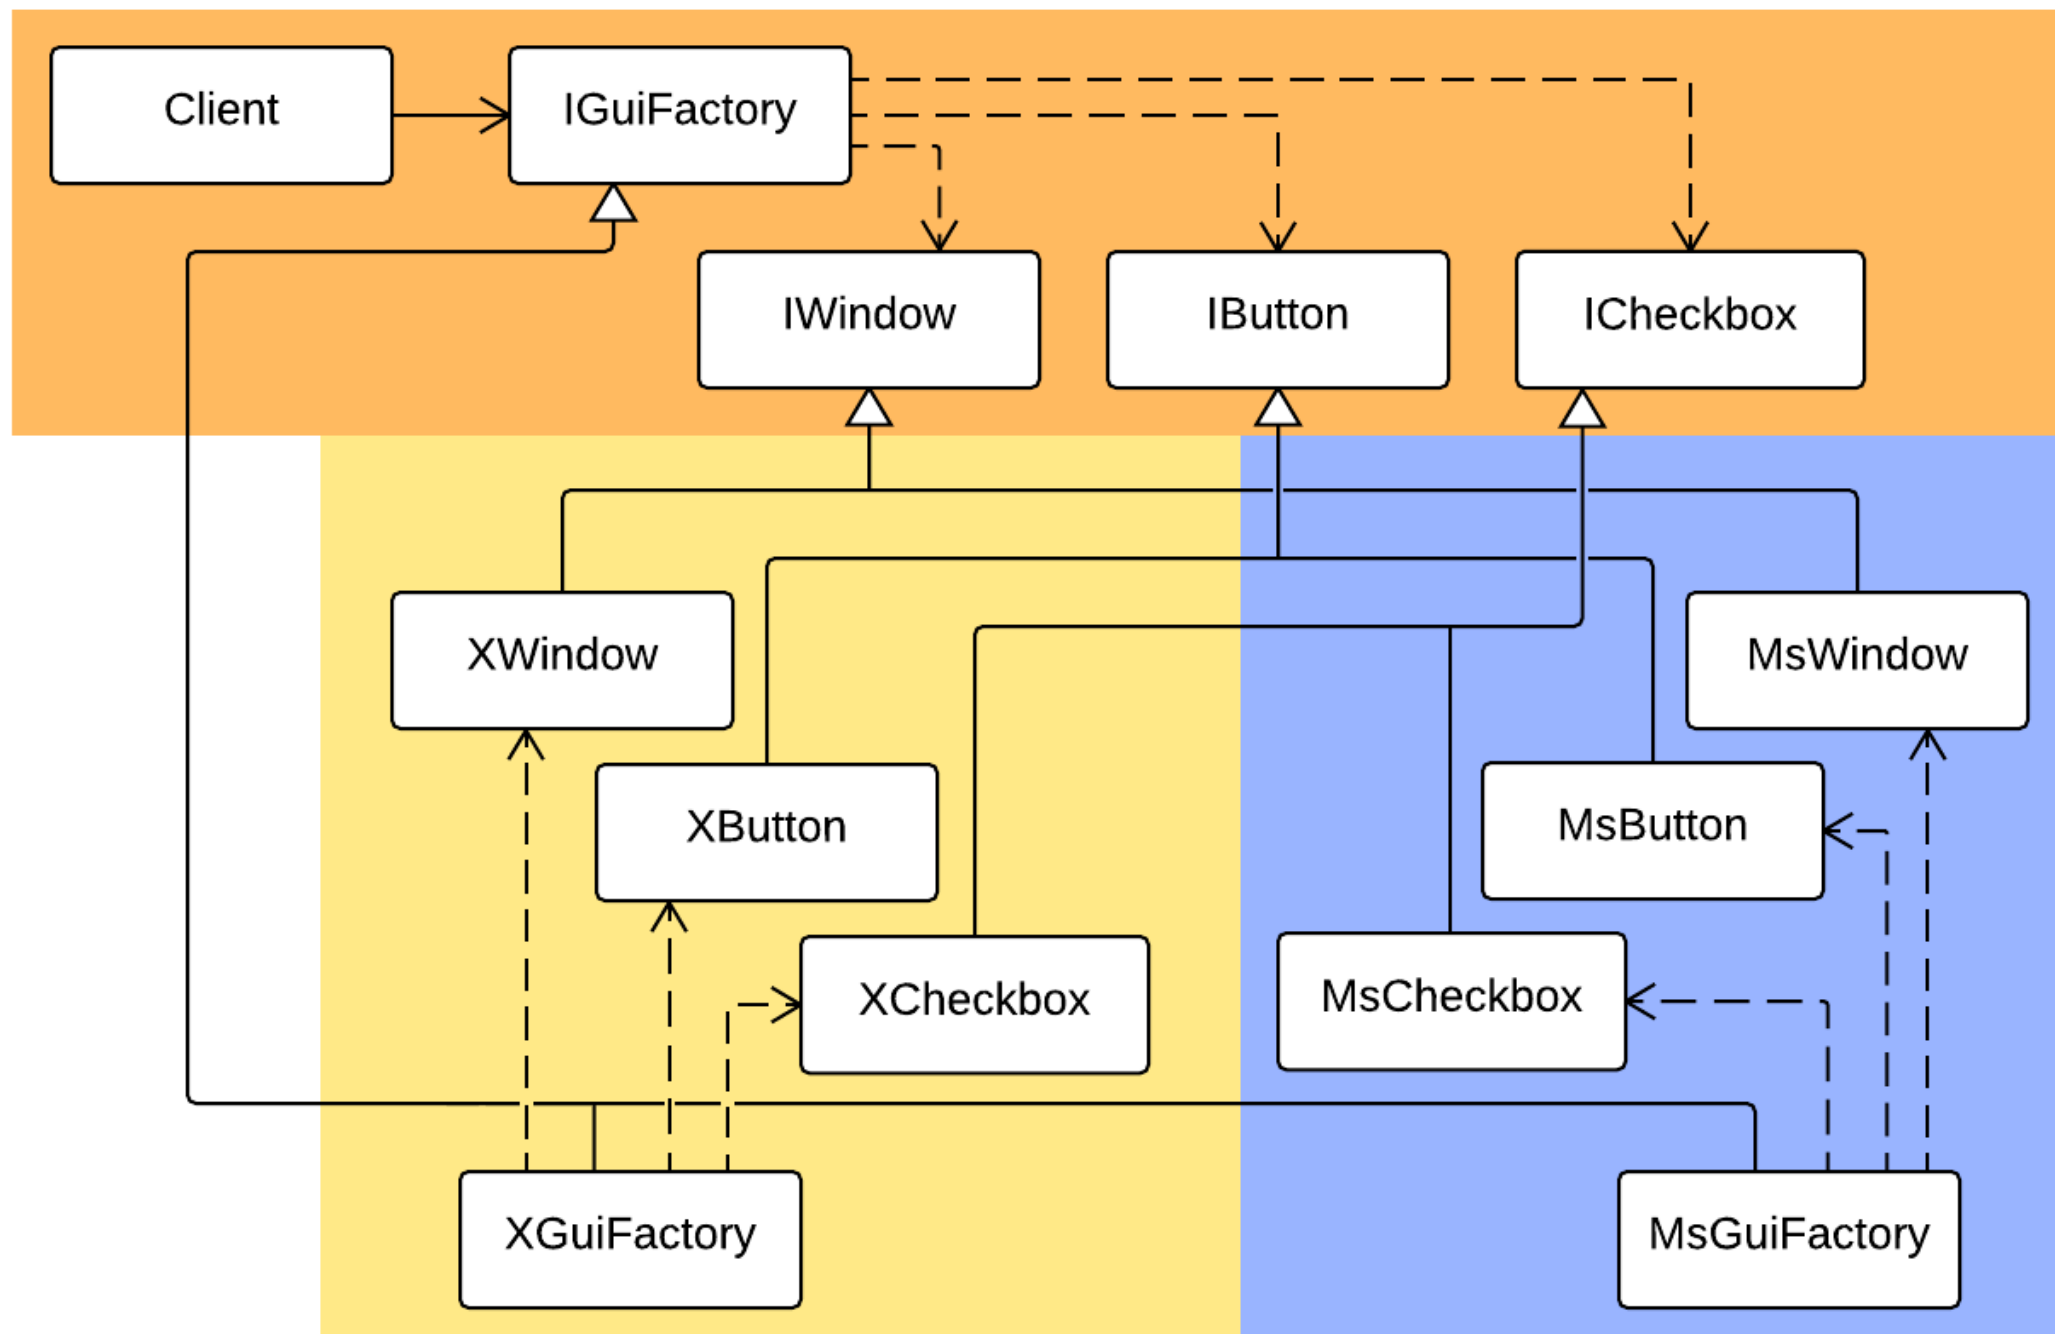 Client
IGuiFactory
IWindow
IButton
ICheckbox
XWindow
MsWindow
XButton
MsButton
XCheckbox
MsCheckbox
XGuiFactory
MsGuiFactory